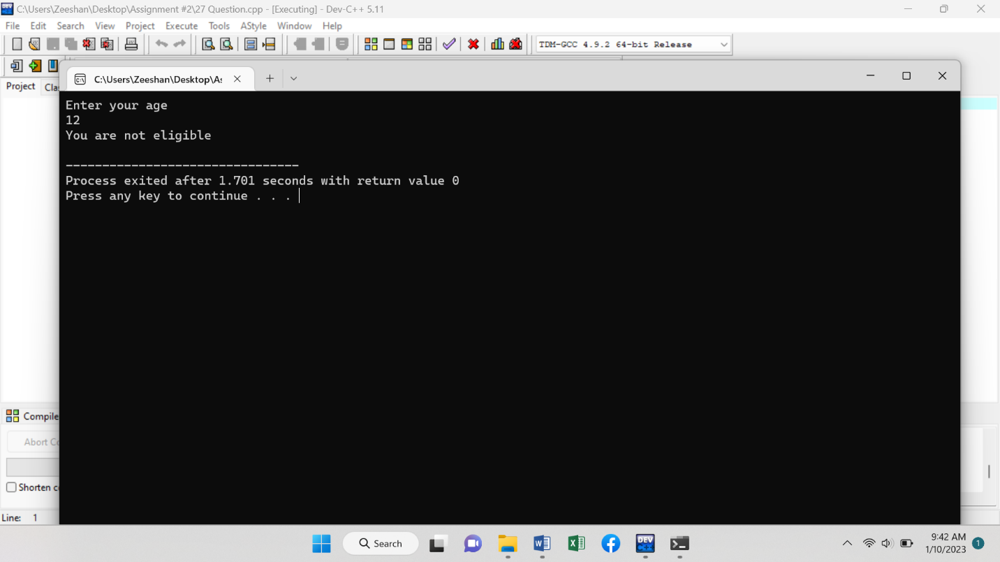 C:\Users\Zeeshan\Desktop\Assignment #2\27 Question.cpp - [Executing] - Dev-C++ 5.11
File Edit Search View Project Execute Tools AStyle Window Help
TDM-GCC 4.9.2 64-bit Release
C:\Users\Zeeshan\Desktop\As
Project Cla
Enter your age
12
You are not eligible
--------------------------------
Process exited after 1.701 seconds with return value 0
Press any key to continue . . .
Compile
Abort Co
Shorten c
Line: 1
Search
DEV
C++
9:42 AM
1/10/2023
1